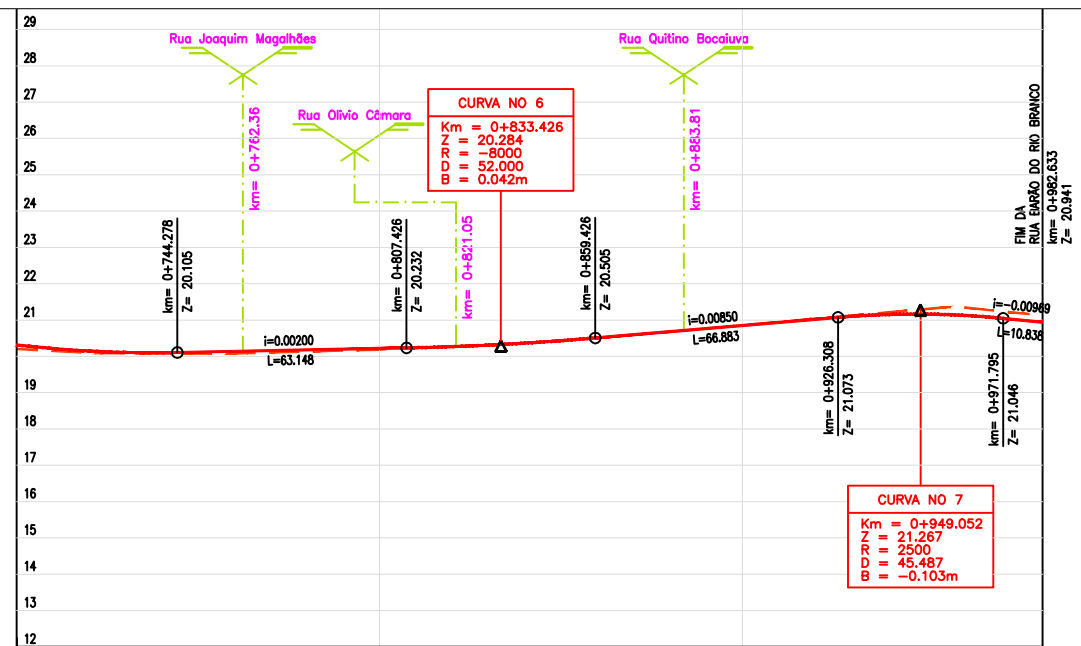 29
28
27
26
25
24
23
22
21
19
18
17
16
15
14
13
12
Rua Joaquim Magalhães
km= 0+762.36
Rua Olivio Câmara
km= 0+821.05
CURVA NO 6
Km = 0+833.426
Z = 20.284
R = -8000
D = 52.000
B = 0.042m
Rua Quitino Bocaiuva
km= 0+883.81
FIM DA
RUA BARÃO DO RIO BRANCO
km= 0+982.633
Z= 20.941
km= 0+744.278
Z= 20.105
km= 0+807.426
Z= 20.232
km= 0+859.426
Z= 20.505
i=0.00200
L=63.148
i=0.00850
L=66.883
i=-0.00969
L=10.838
km= 0+926.308
Z= 21.073
km= 0+971.795
Z= 21.046
CURVA NO 7
Km = 0+949.052
Z = 21.267
R = 2500
D = 45.487
B = -0.103m